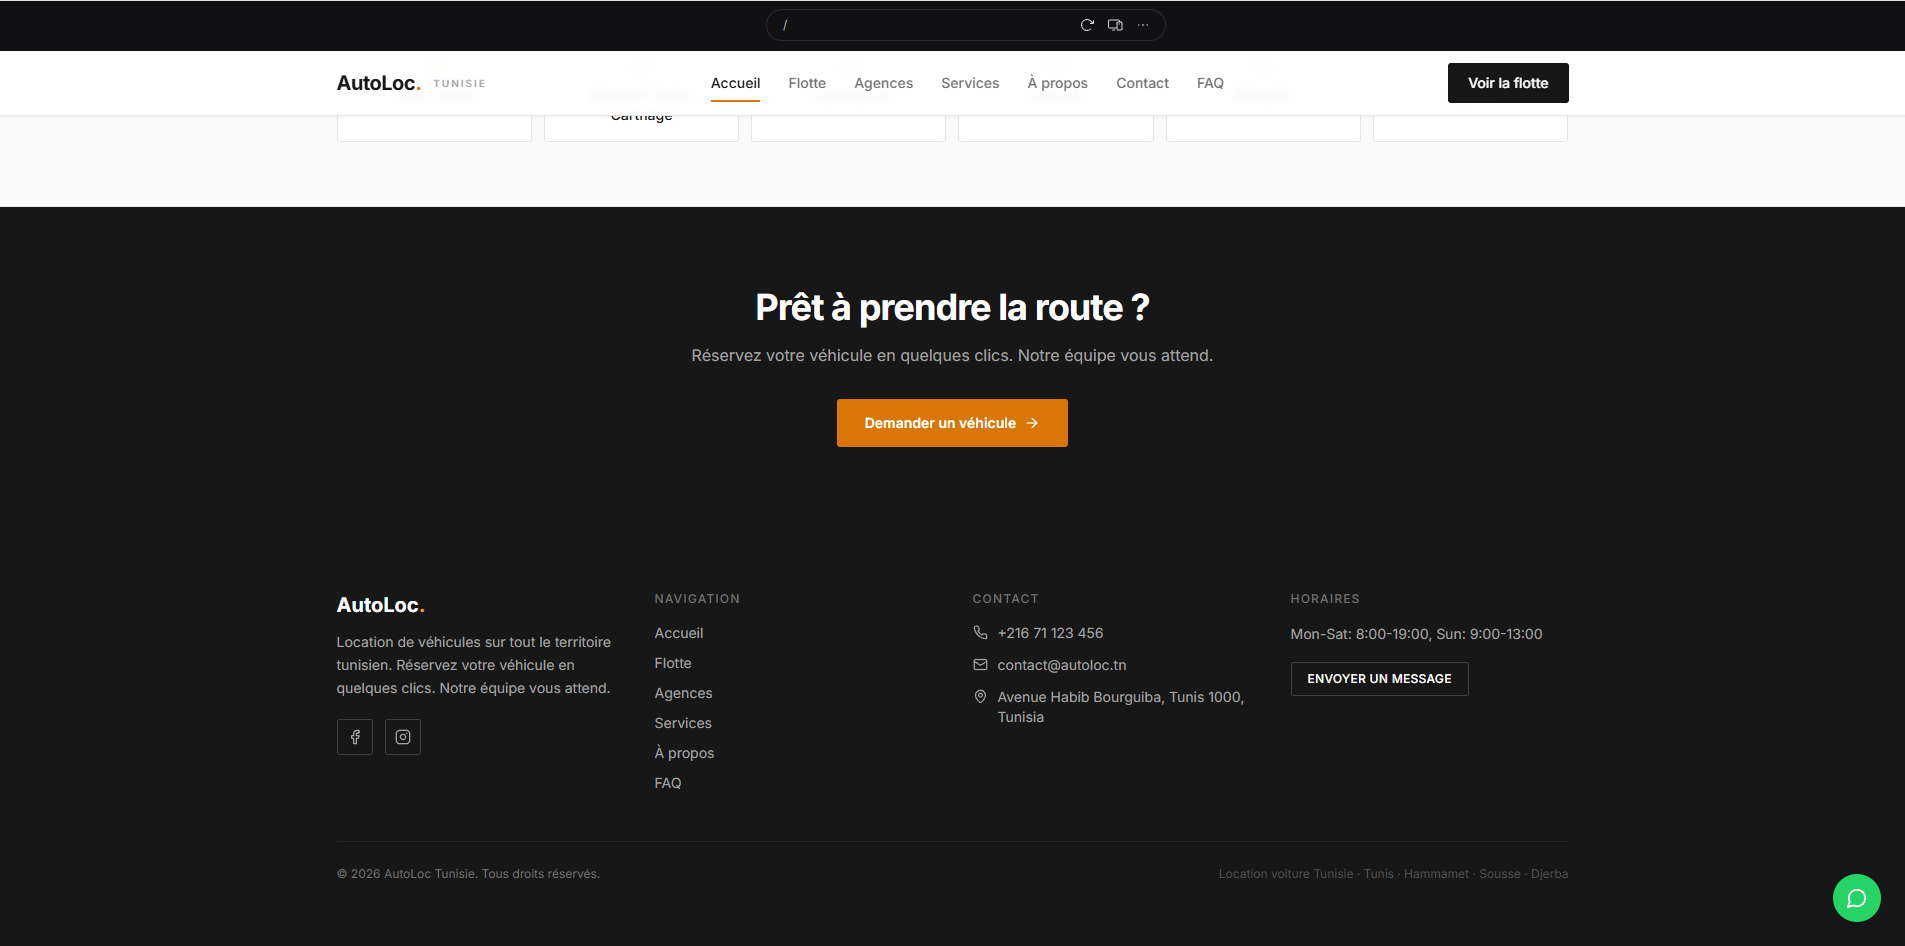 /
AutoLoc. TUNISIE
Accueil
Flotte
Agences
Services
À propos
Contact
FAQ
Voir la flotte
Carthage
Prêt à prendre la route ?
Réservez votre véhicule en quelques clics. Notre équipe vous attend.
Demander un véhicule →
AutoLoc.
Location de véhicules sur tout le territoire
tunisien. Réservez votre véhicule en
quelques clics. Notre équipe vous attend.
NAVIGATION
Accueil
Flotte
Agences
Services
À propos
FAQ
CONTACT
+216 71 123 456
contact@autoloc.tn
Avenue Habib Bourguiba, Tunis 1000,
Tunisia
HORAIRES
Mon-Sat: 8:00-19:00, Sun: 9:00-13:00
ENVOYER UN MESSAGE
© 2026 AutoLoc Tunisie. Tous droits réservés.
Location voiture Tunisie · Tunis · Hammamet · Sousse · Djerba